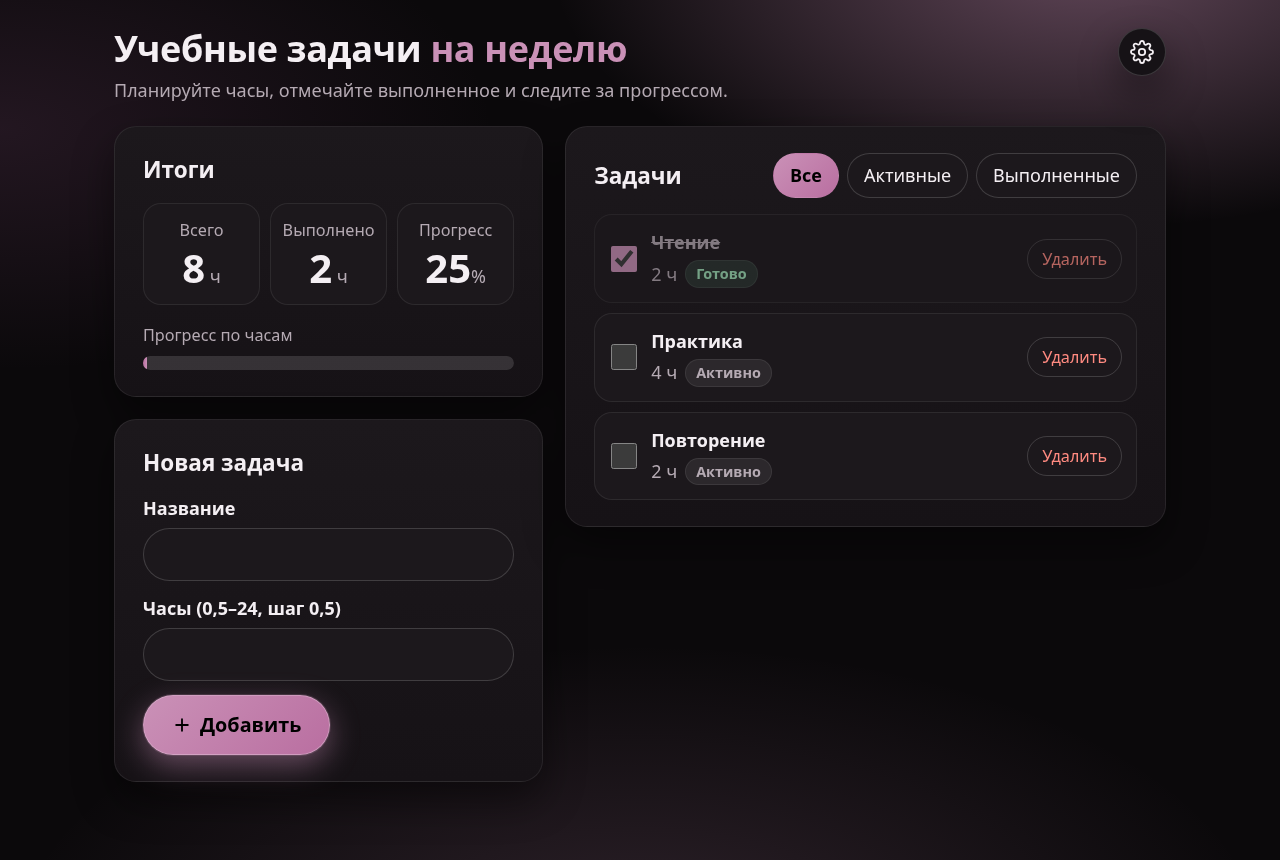 Учебные задачи на неделю
Планируйте часы, отмечайте выполненное и следите за прогрессом.
Итоги
Всего
8 ч
Выполнено
2 ч
Прогресс
25%
Прогресс по часам
Новая задача
Название
Часы (0,5–24, шаг 0,5)
+ Добавить
Задачи
Все
Активные
Выполненные
Чтение
2 ч Готово
Удалить
Практика
4 ч Активно
Удалить
Повторение
2 ч Активно
Удалить